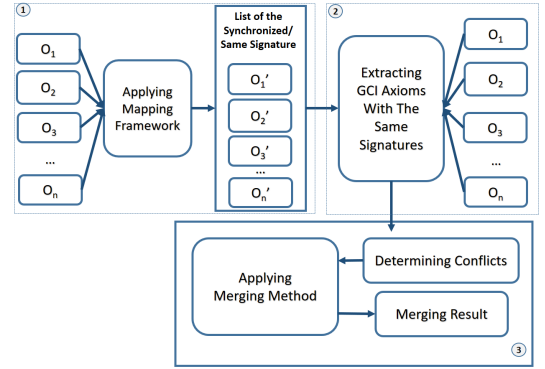 1
O1
O2
O3
...
On
Applying
Mapping
Framework
List of the
Synchronized/
Same Signature
O1′
O2′
O3′
...
On′
2
Extracting
GCI Axioms
With The
Same
Signatures
O1
O2
O3
...
On
Applying
Merging Method
Determining Conflicts
Merging Result
3